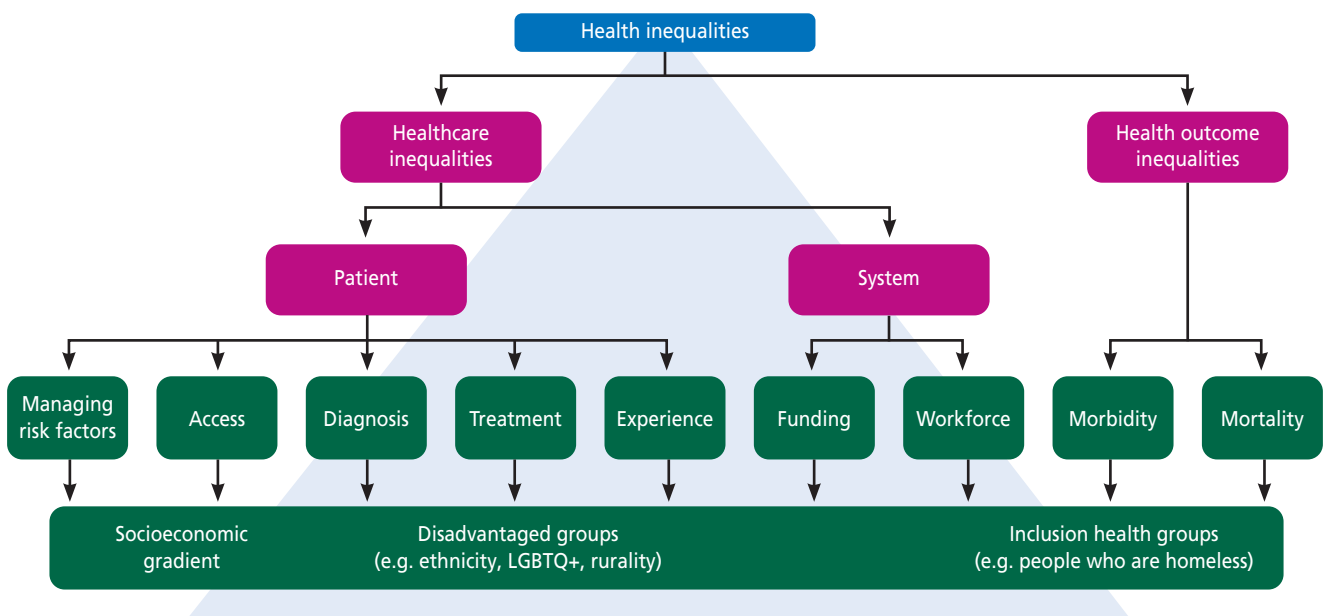 Health inequalities
Healthcare
inequalities
Health outcome
inequalities
Patient
System
Managing
risk factors
Access
Diagnosis
Treatment
Experience
Funding
Workforce
Morbidity
Mortality
Socioeconomic
gradient
Disadvantaged groups
(e.g. ethnicity, LGBTQ+, rurality)
Inclusion health groups
(e.g. people who are homeless)